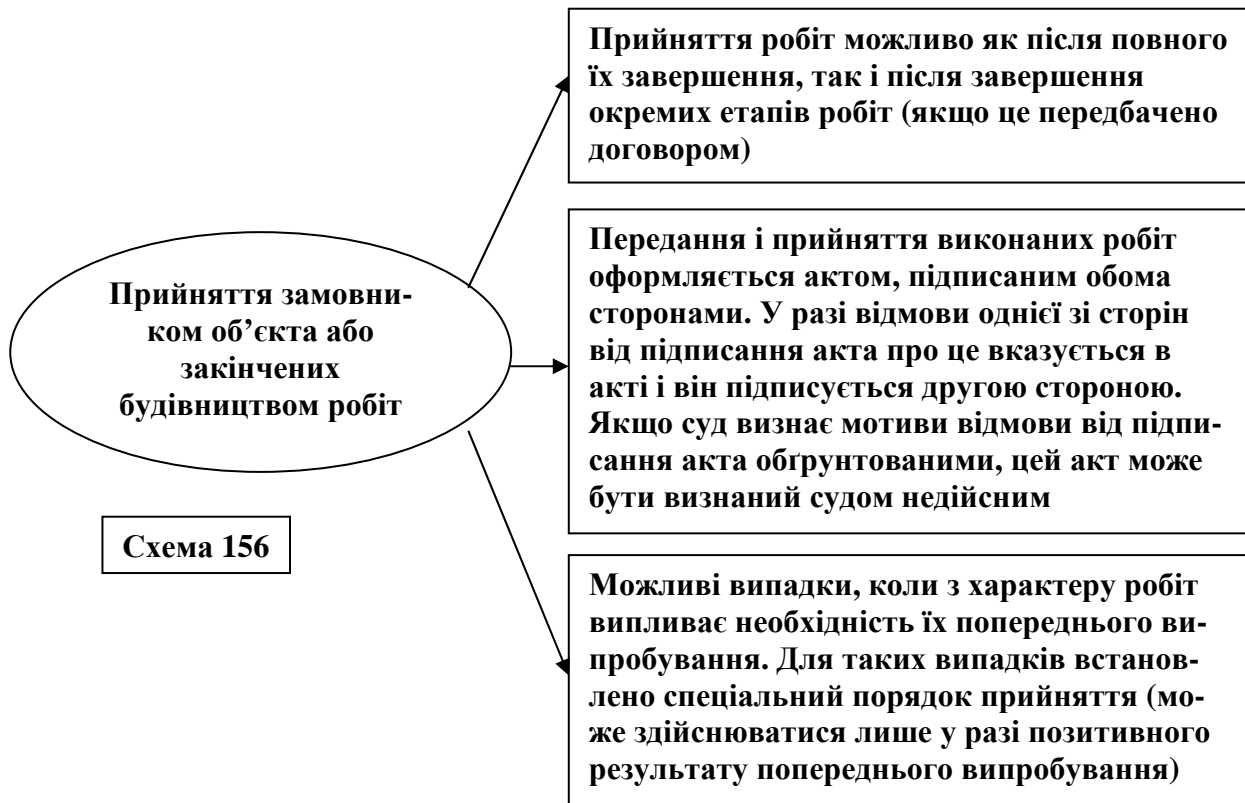 Прийняття робіт можливо як після повного
їх завершення, так і після завершення
окремих етапів робіт (якщо це передбачено
договором)
Прийняття замовни-
ком об’єкта або
закінчених
будівництвом робіт
Передання і прийняття виконаних робіт
оформляється актом, підписаним обома
сторонами. У разі відмови однієї зі сторін
від підписання акта про це вказується в
акті і він підписується другою стороною.
Якщо суд визнає мотиви відмови від підпи-
сання акта обґрунтованими, цей акт може
бути визнаний судом недійсним
Схема 156
Можливі випадки, коли з характеру робіт
випливає необхідність їх попереднього ви-
пробування. Для таких випадків встанов-
лено спеціальний порядок прийняття (мо-
же здійснюватися лише у разі позитивного
результату попереднього випробування)